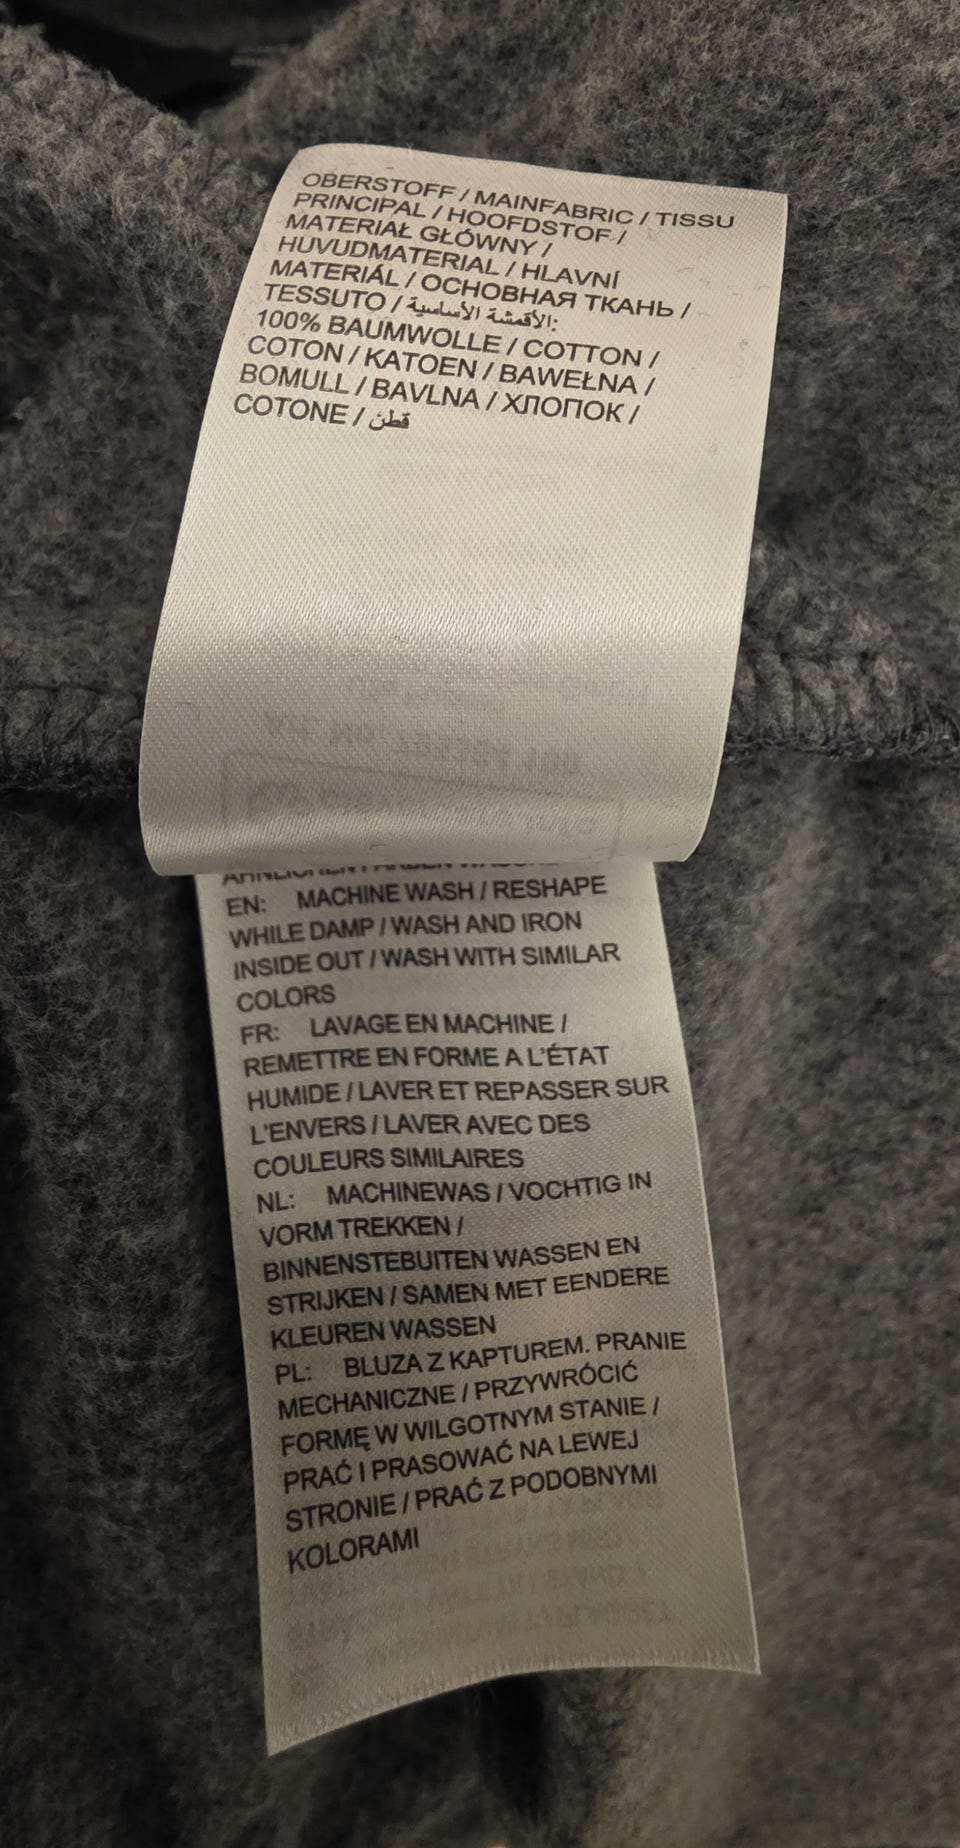 OBERSTOFF / MAINFABRIC / TISSU
PRINCIPAL / HOOFDSTOF /
MATERIAŁ GŁÓWNY /
HUVUDMATERIAL / HLAVNÍ
MATERIÁL / ОСНОВНАЯ ТКАНЬ /
TESSUTO / الأقمشة الأساسية:
100% BAUMWOLLE / COTTON /
COTON / KATOEN / BAWEŁNA /
BOMULL / BAVLNA / ХЛОПОК /
COTONE / قطن
EN: MACHINE WASH / RESHAPE
WHILE DAMP / WASH AND IRON
INSIDE OUT / WASH WITH SIMILAR
COLORS
FR: LAVAGE EN MACHINE /
REMETTRE EN FORME A L'ÉTAT
HUMIDE / LAVER ET REPASSER SUR
L'ENVERS / LAVER AVEC DES
COULEURS SIMILAIRES
NL: MACHINEWAS / VOCHTIG IN
VORM TREKKEN /
BINNENSTEBUITEN WASSEN EN
STRIJKEN / SAMEN MET EENDERE
KLEUREN WASSEN
PL: BLUZA Z KAPTUREM. PRANIE
MECHANICZNE / PRZYWRÓCIĆ
FORMĘ W WILGOTNYM STANIE /
PRAĆ I PRASOWAĆ NA LEWEJ
STRONIE / PRAĆ Z PODOBNYMI
KOLORAMI